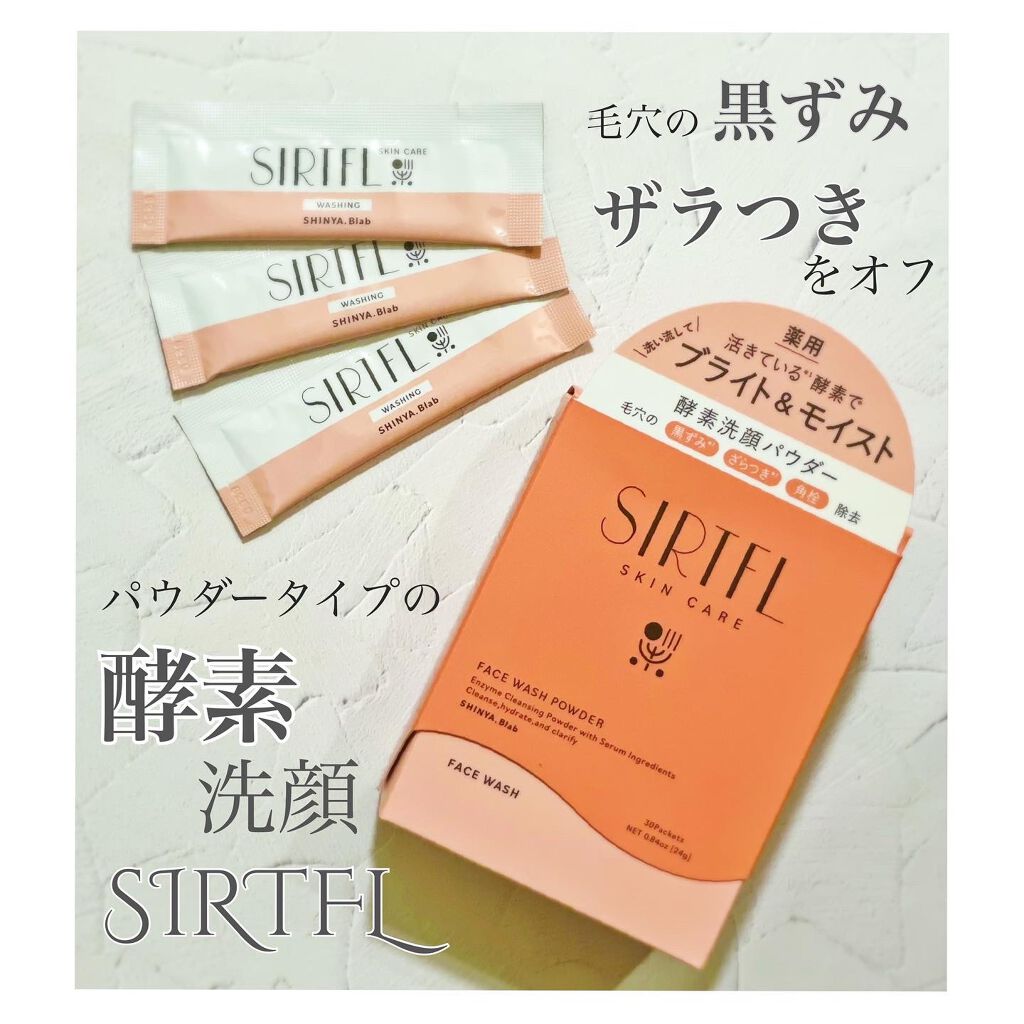 毛穴の 黒ずみ
ザラつき
をオフ
SIRTFL
SKIN CARE
WASHING
SHINYA.Blab
SIRTFL
WASHING
SHINYA.Blab
SIRTFL
SKIN CARE
WASHING
SHINYA.Blab
薬用
洗い流して
活きている※1酵素で
ブライト&モイスト
酵素洗顔パウダー
毛穴の 黒ずみ ざらつき 角栓 除去
SIRTFL
SKIN CARE
FACE WASH POWDER
Enzyme Cleansing Powder with Serum Ingredients
Cleanse,hydrate,and clarify
SHINYA.Blab
FACE WASH
30Packets
NET 0.84oz (24g)
パウダータイプの
酵素
洗顔
SIRTFL